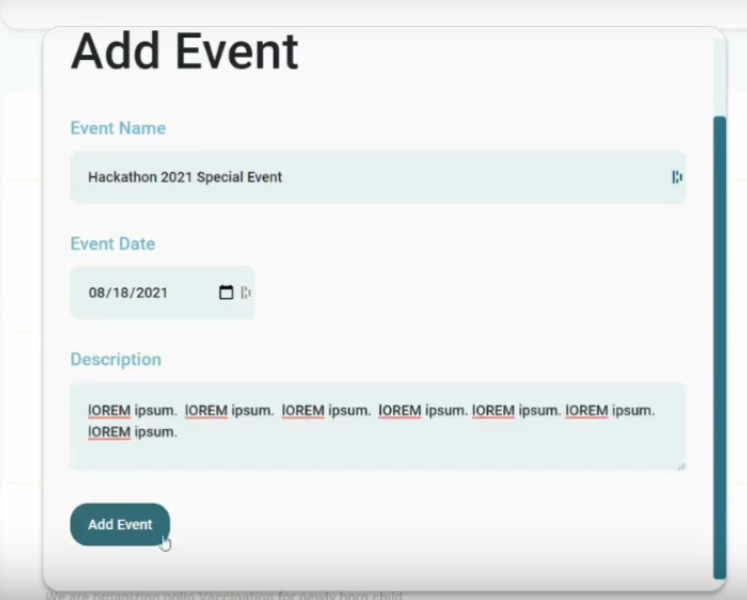 Add Event
Event Name
Hackathon 2021 Special Event
Event Date
08/18/2021
Description
lOREM ipsum.  lOREM ipsum.  lOREM ipsum.  lOREM ipsum. lOREM ipsum. lOREM ipsum.
lOREM ipsum.
Add Event
We are organizing polio Vaccination for newly born child